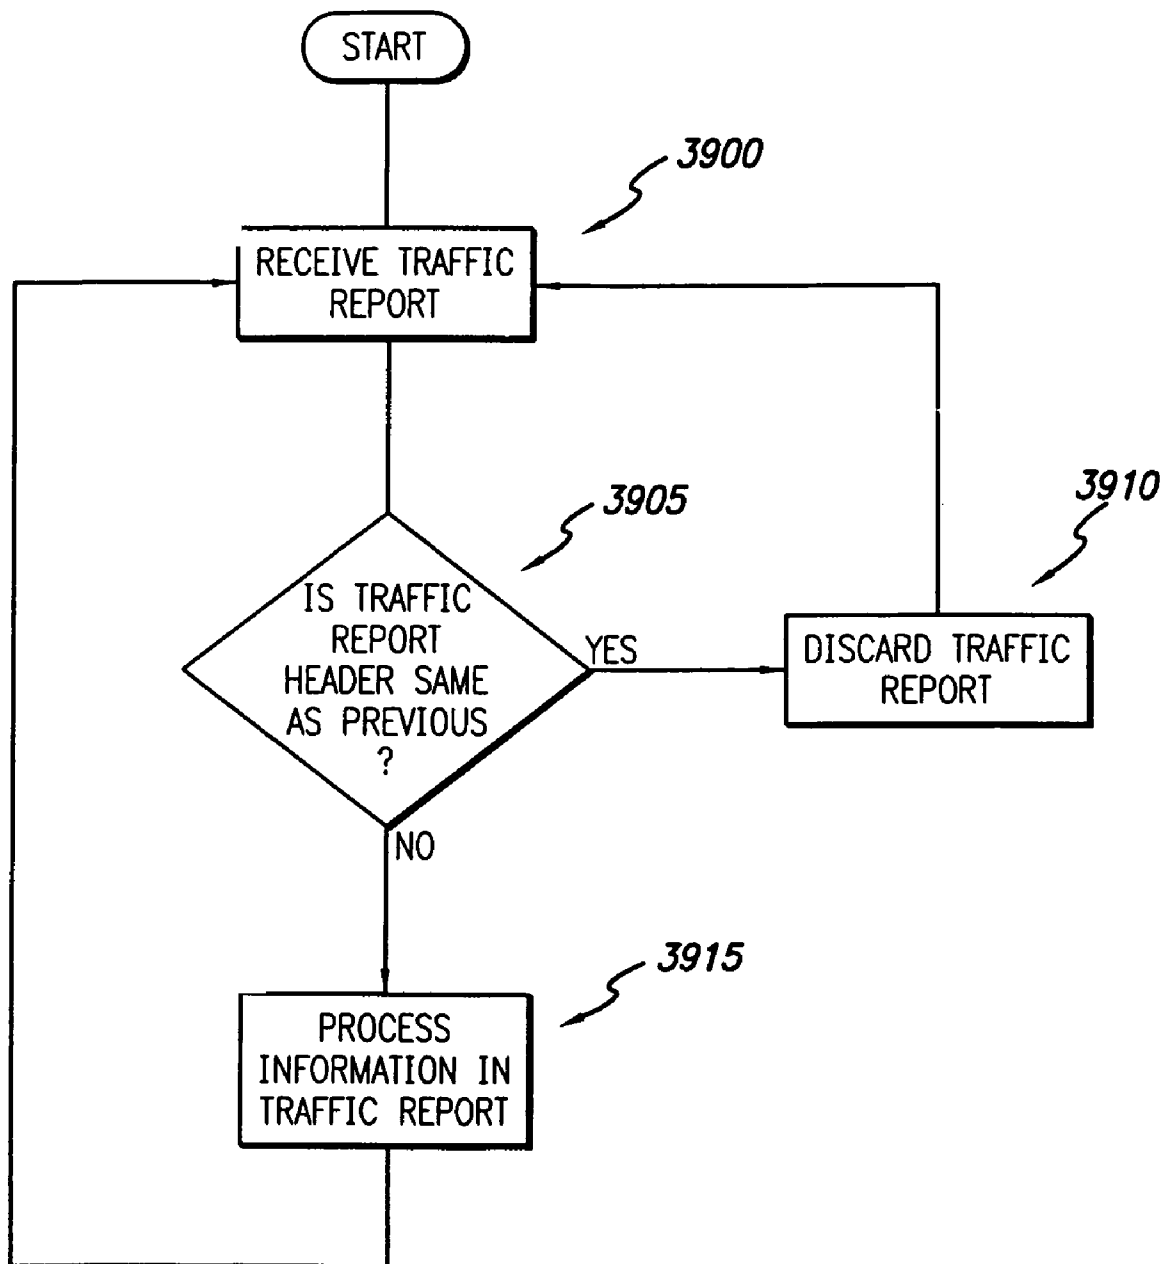 START
3900
RECEIVE TRAFFIC
REPORT
3905
IS TRAFFIC
REPORT
HEADER SAME
AS PREVIOUS
?
YES
3910
DISCARD TRAFFIC
REPORT
NO
3915
PROCESS
INFORMATION IN
TRAFFIC REPORT